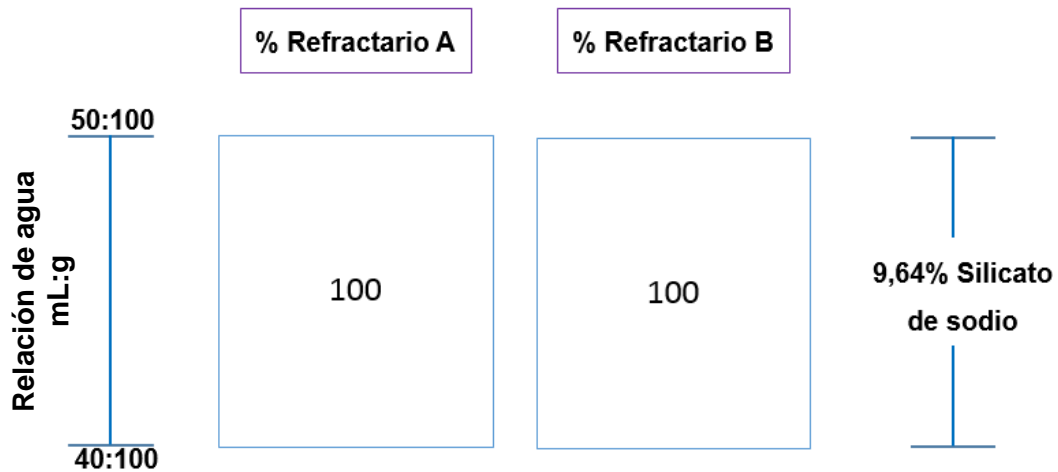 % Refractario A
% Refractario B
50:100
Relación de agua
mL:g
40:100
100
100
9,64% Silicato
de sodio